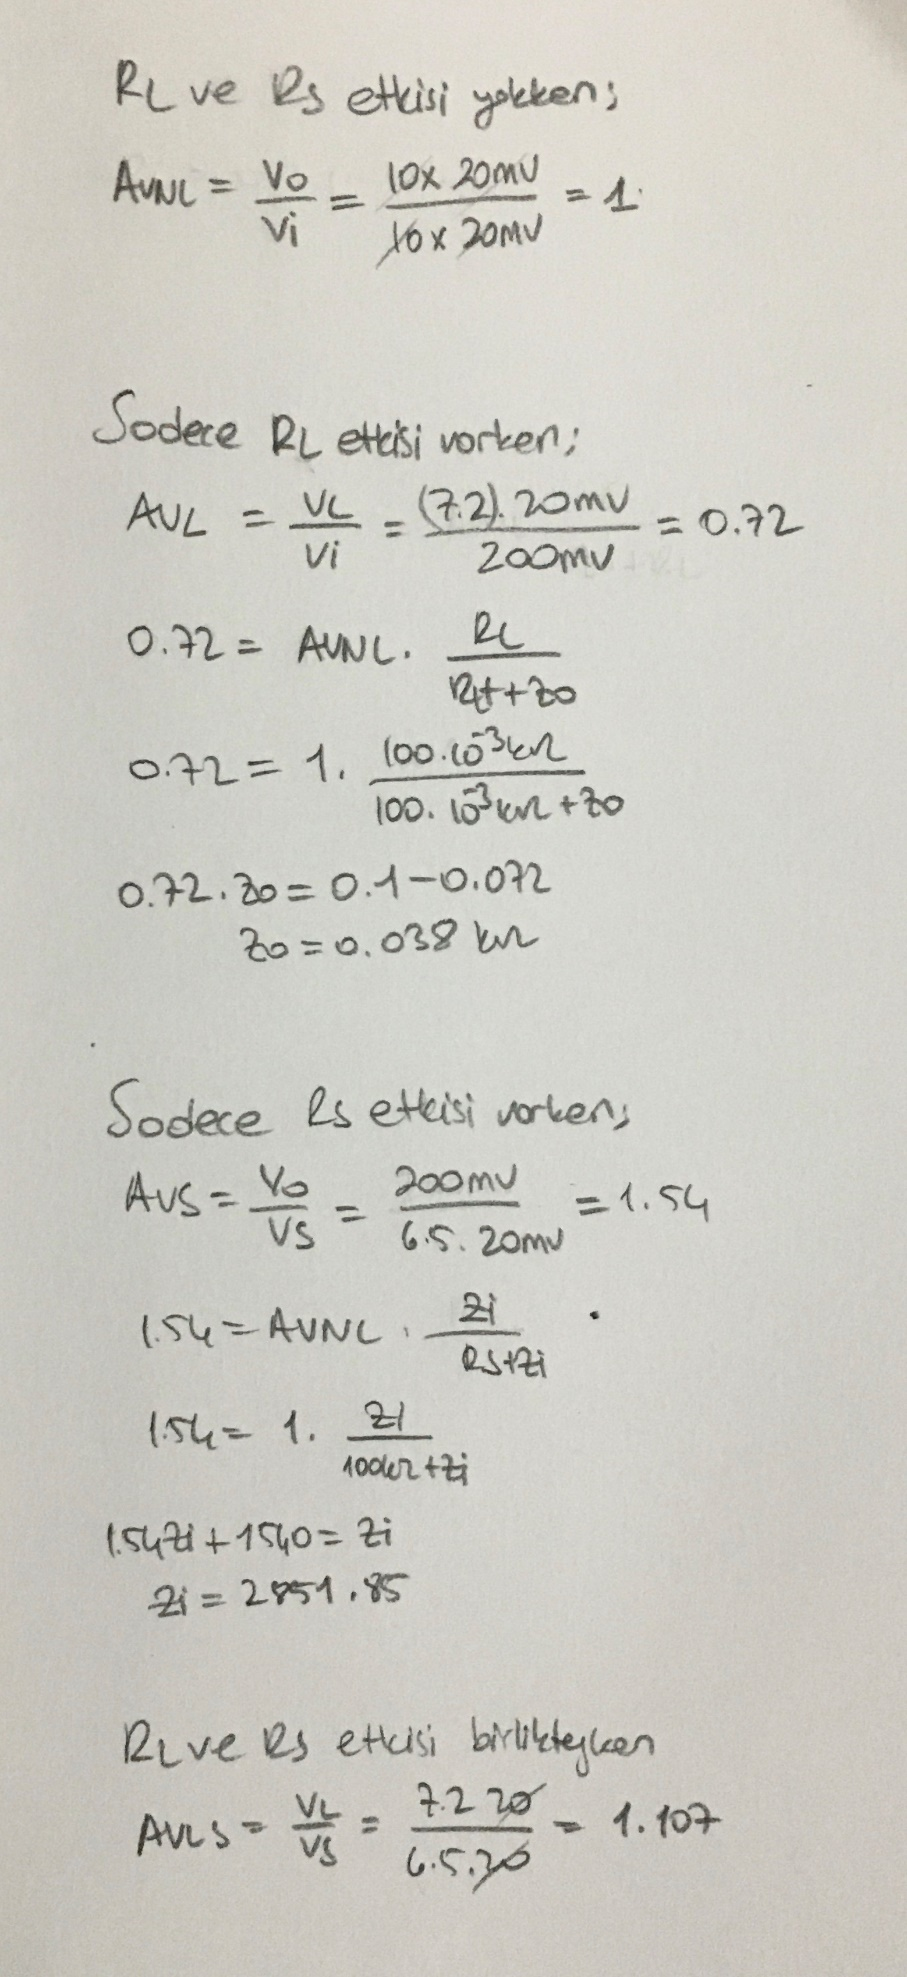 RL ve Rs etkisi yokken;
AVNL = Vo/Vi = 10x 20mV / 10x 20mV = 1
Sadece RL etkisi varken;
AVL = VL/Vi = (7.2). 20mV / 200mV = 0.72
0.72 = AVNL . RL / RL+Zo
0.72 = 1. 100.10^-3 kΩ / 100. 10^-3 kΩ + Zo
0.72. Zo = 0.1-0.072
Zo = 0.038 kΩ
Sadece Rs etkisi varken;
AVS = Vo/VS = 200mV / 6.5. 20mV = 1.54
1.54 = AVNL . Zi / RS+Zi
1.54 = 1. Zi / 100kΩ+Zi
1.54Zi + 1540 = Zi
Zi = 2851.85
RL ve Rs etkisi birlikteyken
AVLS = VL/VS = 7.2 20 / 6.5.20 = 1.107